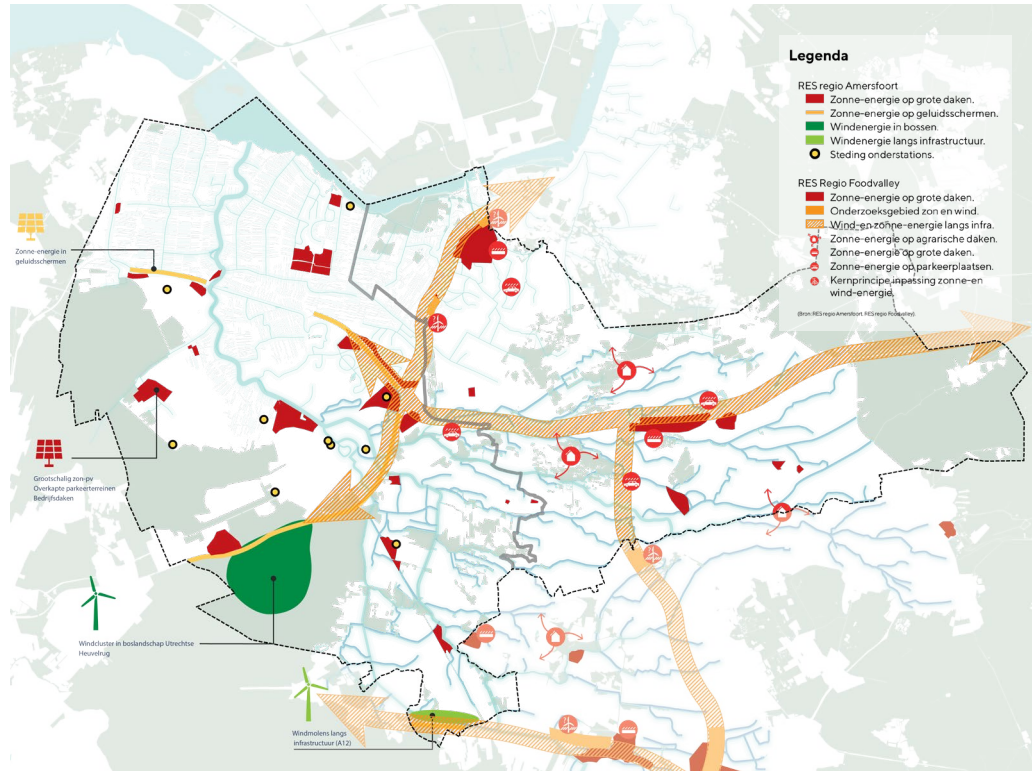 Legenda
RES regio Amersfoort
Zonne-energie op grote daken.
Zonne-energie op geluidsschermen.
Windenergie in bossen.
Windenergie langs infrastructuur.
Steding onderstations.
RES Regio Foodvalley
Zonne-energie op grote daken.
Onderzoeksgebied zon en wind
Wind-en zonne-energie langs infra.
Zonne-energie op agrarische daken.
Zonne-energie op grote daken.
Zonne-energie op parkeerplaatsen.
Kernprincipe inpassing zonne-en
wind-energie.
(Bron: RES regio Amersfoort. RES regio Foodvalley).
Zonne-energie in
geluidsschermen
Grootschalig zon-pv
Overkapte parkeerterreinen
Bedrijfsdaken
Windcluster in boslandschap Utrechtse
Heuvelrug
Windmolens langs
infrastructuur (A12)